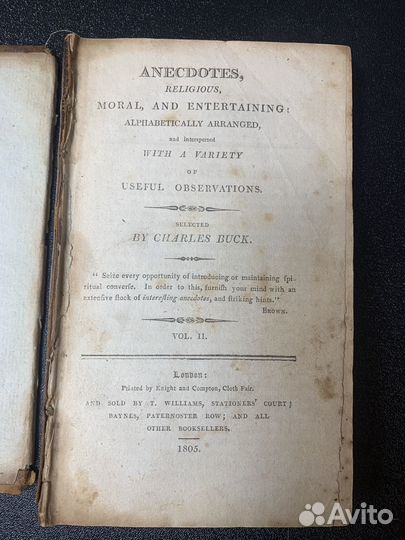 ANECDOTES,
RELIGIOUS,
MORAL, AND ENTERTAINING:
ALPHABETICALLY ARRANGED,
and interspersed
WITH A VARIETY
OF
USEFUL OBSERVATIONS.
SELECTED
BY CHARLES BUCK.
" Seize every opportunity of introducing or maintaining spi-
ritual converse. In order to this, furnish your mind with an
extensive stock of interesting anecdotes, and striking hints."
BROWN.
VOL. II.
London:
Printed by Knight and Compton, Cloth Fair.
AND SOLD BY T. WILLIAMS, STATIONERS' COURT;
BAYNES, PATERNOSTER ROW; AND ALL
OTHER BOOKSELLERS.
1805.
Avito